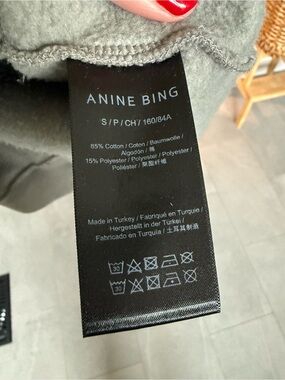 ANINE BING
S / P / CH / 160/84A
85% Cotton / Coton / Baumwolle /
Algodón / 棉
15% Polyester / Polyester / Polyester /
Poliéster / 聚酯纤维
Made in Turkey / Fabriqué en Turquie /
Hergestellt in der Türkei /
Fabricado en Turquía / 土耳其制造
30
30